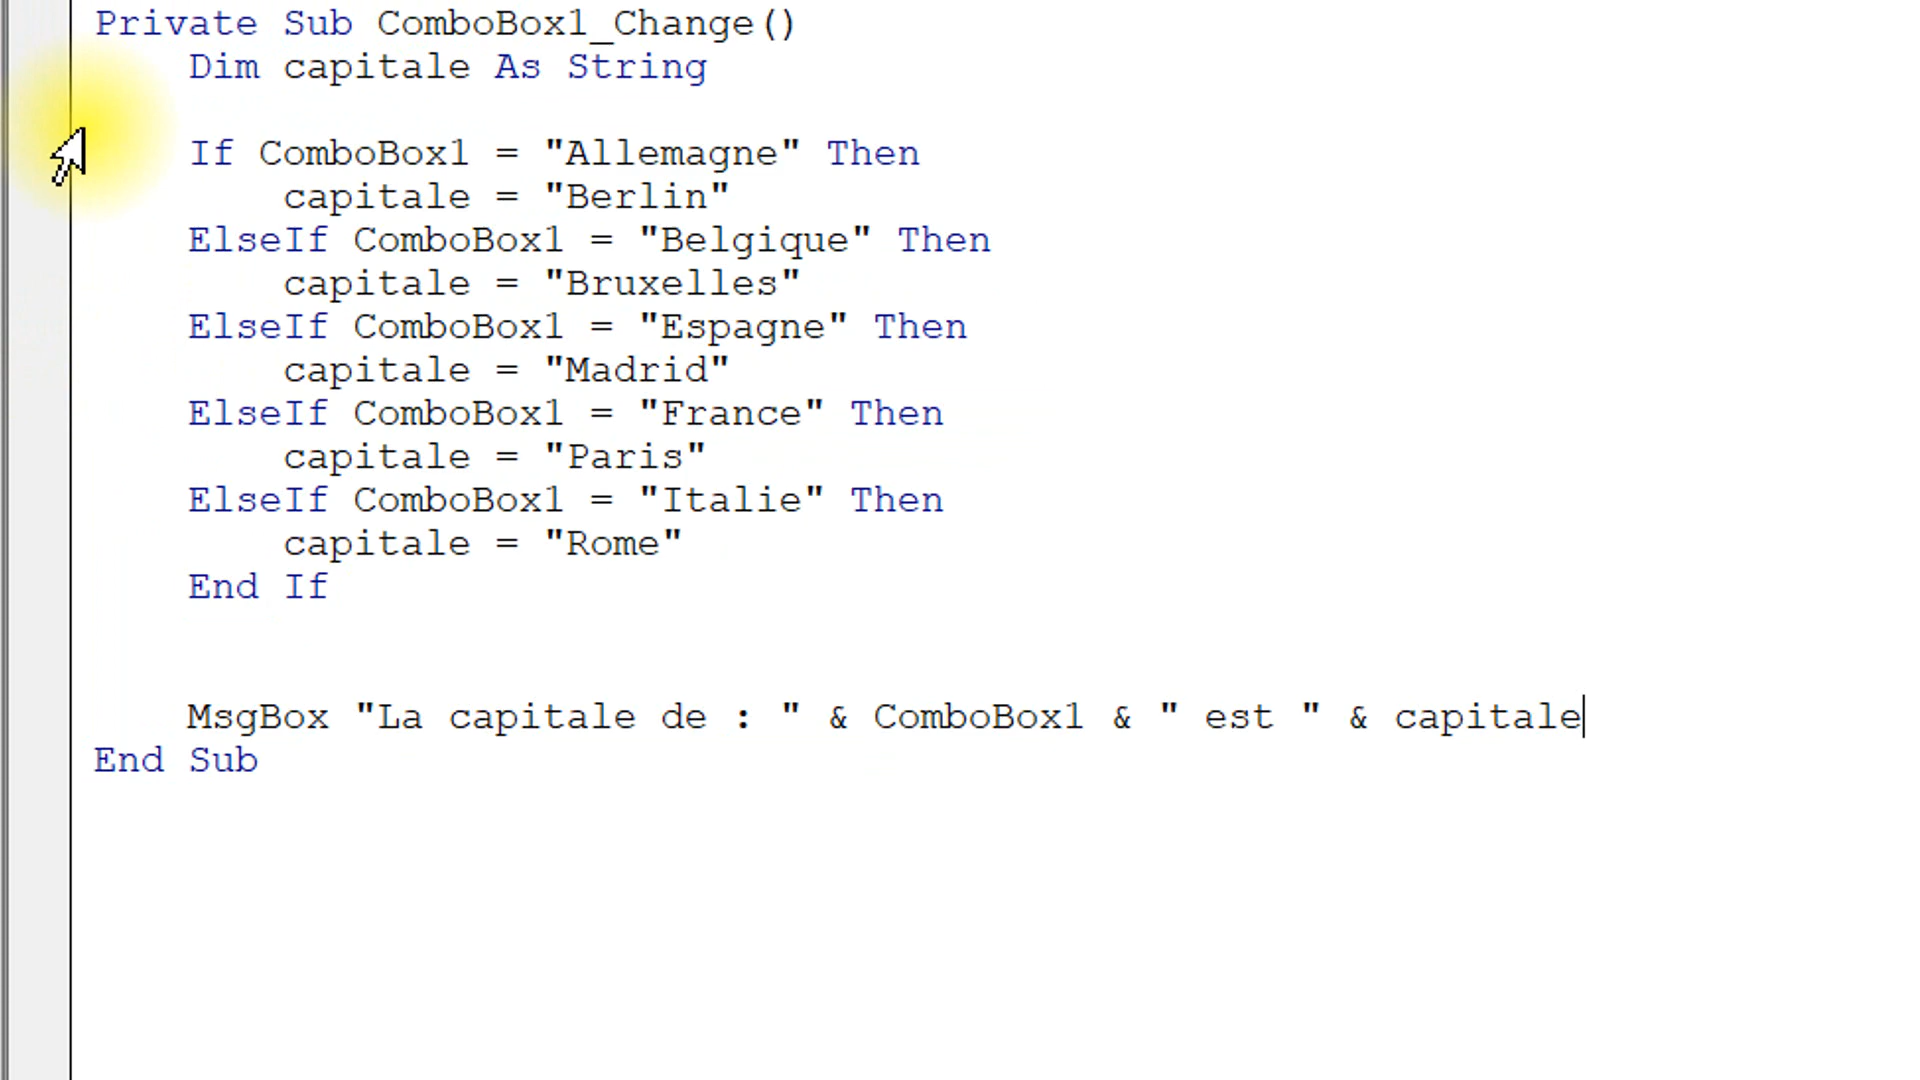 Private Sub ComboBox1_Change()
Dim capitale As String
If ComboBox1 = "Allemagne" Then
capitale = "Berlin"
ElseIf ComboBox1 = "Belgique" Then
capitale = "Bruxelles"
ElseIf ComboBox1 = "Espagne" Then
capitale = "Madrid"
ElseIf ComboBox1 = "France" Then
capitale = "Paris"
ElseIf ComboBox1 = "Italie" Then
capitale = "Rome"
End If
MsgBox "La capitale de : " & ComboBox1 & " est " & capitale
End Sub